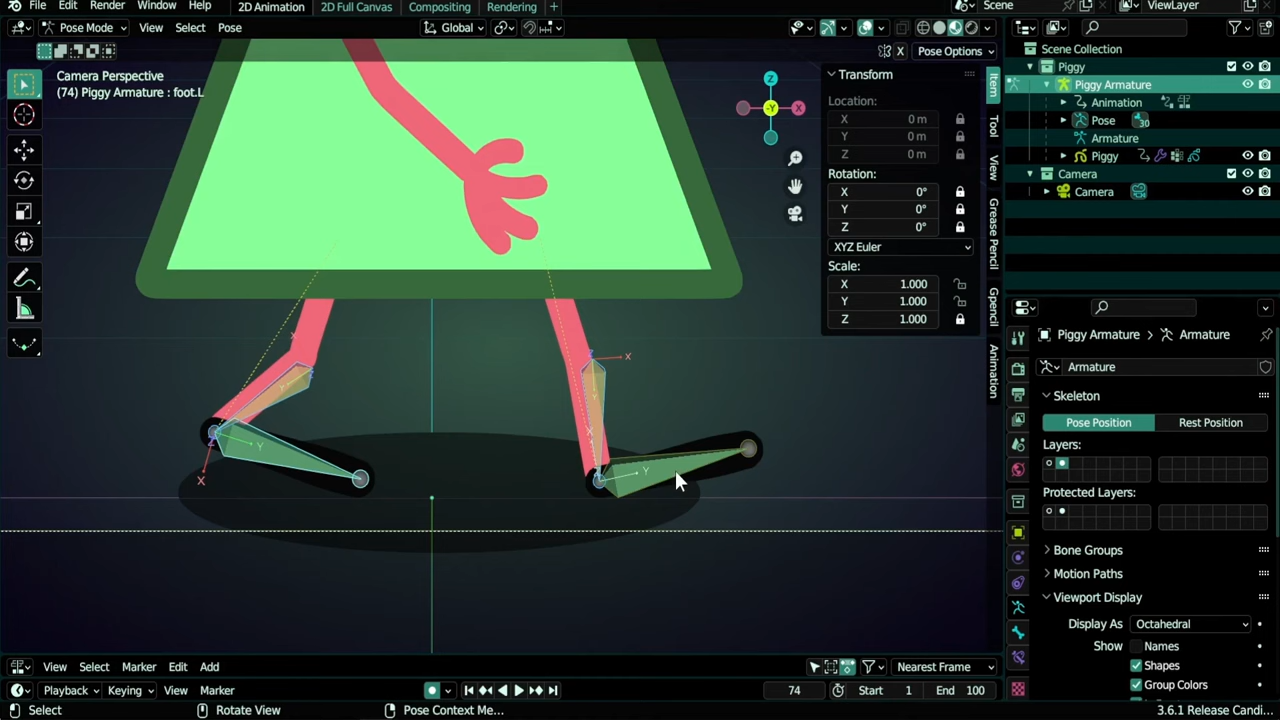 File Edit Render Window Help 2D Animation 2D Full Canvas Compositing Rendering + Scene ViewLayer
Pose Mode View Select Pose Global
X Pose Options
Camera Perspective
(74) Piggy Armature : foot.L
Z
-Y
X
Transform
Location:
X 0 m
Y 0 m
Z 0 m
Rotation:
X 0°
Y 0°
Z 0°
XYZ Euler
Scale:
X 1.000
Y 1.000
Z 1.000
Item
Tool
View
Grease Pencil
Gpencil
Animation
Scene Collection
Piggy
Piggy Armature
Animation
Pose 30
Armature
Piggy
Camera
Camera
Piggy Armature > Armature
Armature
Skeleton
Pose Position Rest Position
Layers:
Protected Layers:
Bone Groups
Motion Paths
Viewport Display
Display As Octahedral
Show Names
Shapes
Group Colors
X
Y
X
Y
View Select Marker Edit Add Nearest Frame
Playback Keying View Marker 74 Start 1 End 100
Select Rotate View Pose Context Me... 3.6.1 Release Candi...